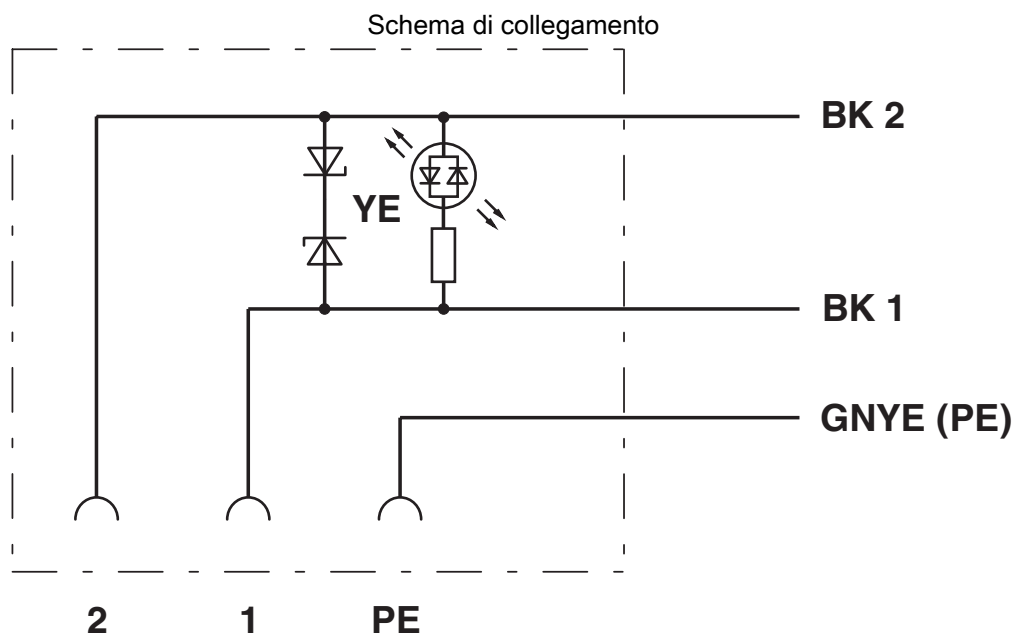 Schema di collegamento
BK 2
YE
BK 1
GNYE (PE)
2 1 PE